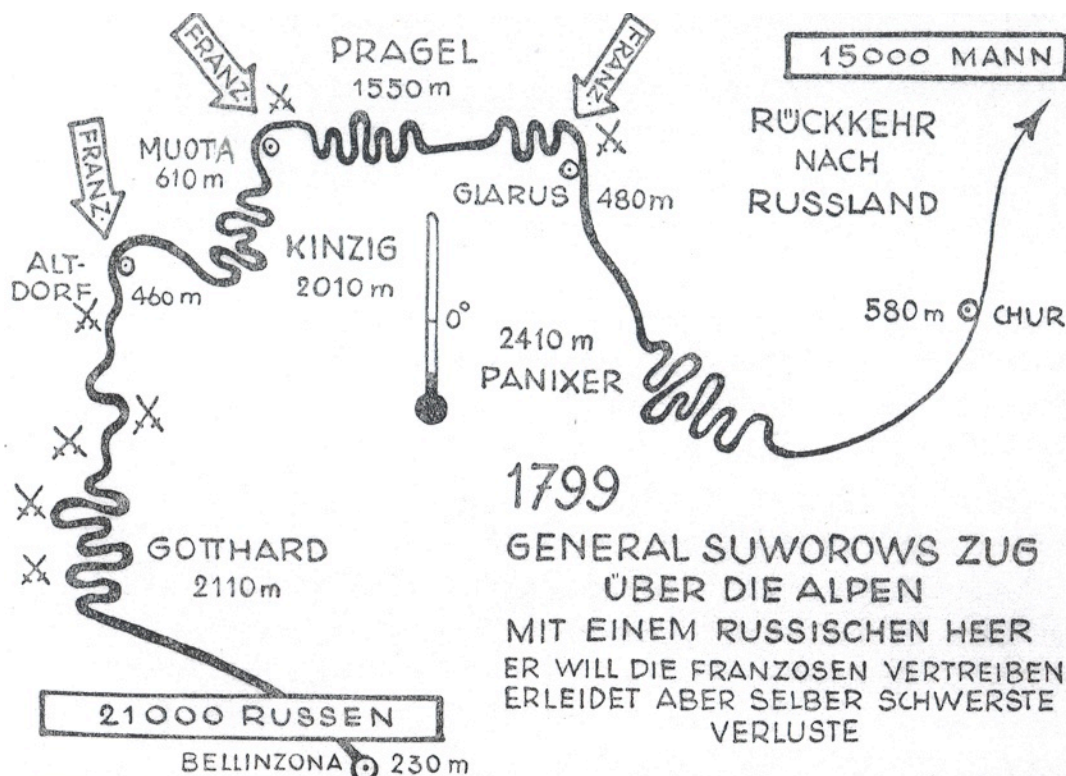 FRANZ:
FRANZ:
FRANZ:
PRAGEL
1550 m
15000 MANN
RÜCKKEHR
NACH
RUSSLAND
MUOTA
610 m
GLARUS
480 m
KINZIG
2010 m
ALT-
DORF
460 m
0°
580 m
CHUR
2410 m
PANIXER
1799
GENERAL SUWOROWS ZUG
ÜBER DIE ALPEN
MIT EINEM RUSSISCHEN HEER
ER WILL DIE FRANZOSEN VERTREIBEN
ERLEIDET ABER SELBER SCHWERSTE
VERLUSTE
GOTTHARD
2110 m
21000 RUSSEN
BELLINZONA
230 m